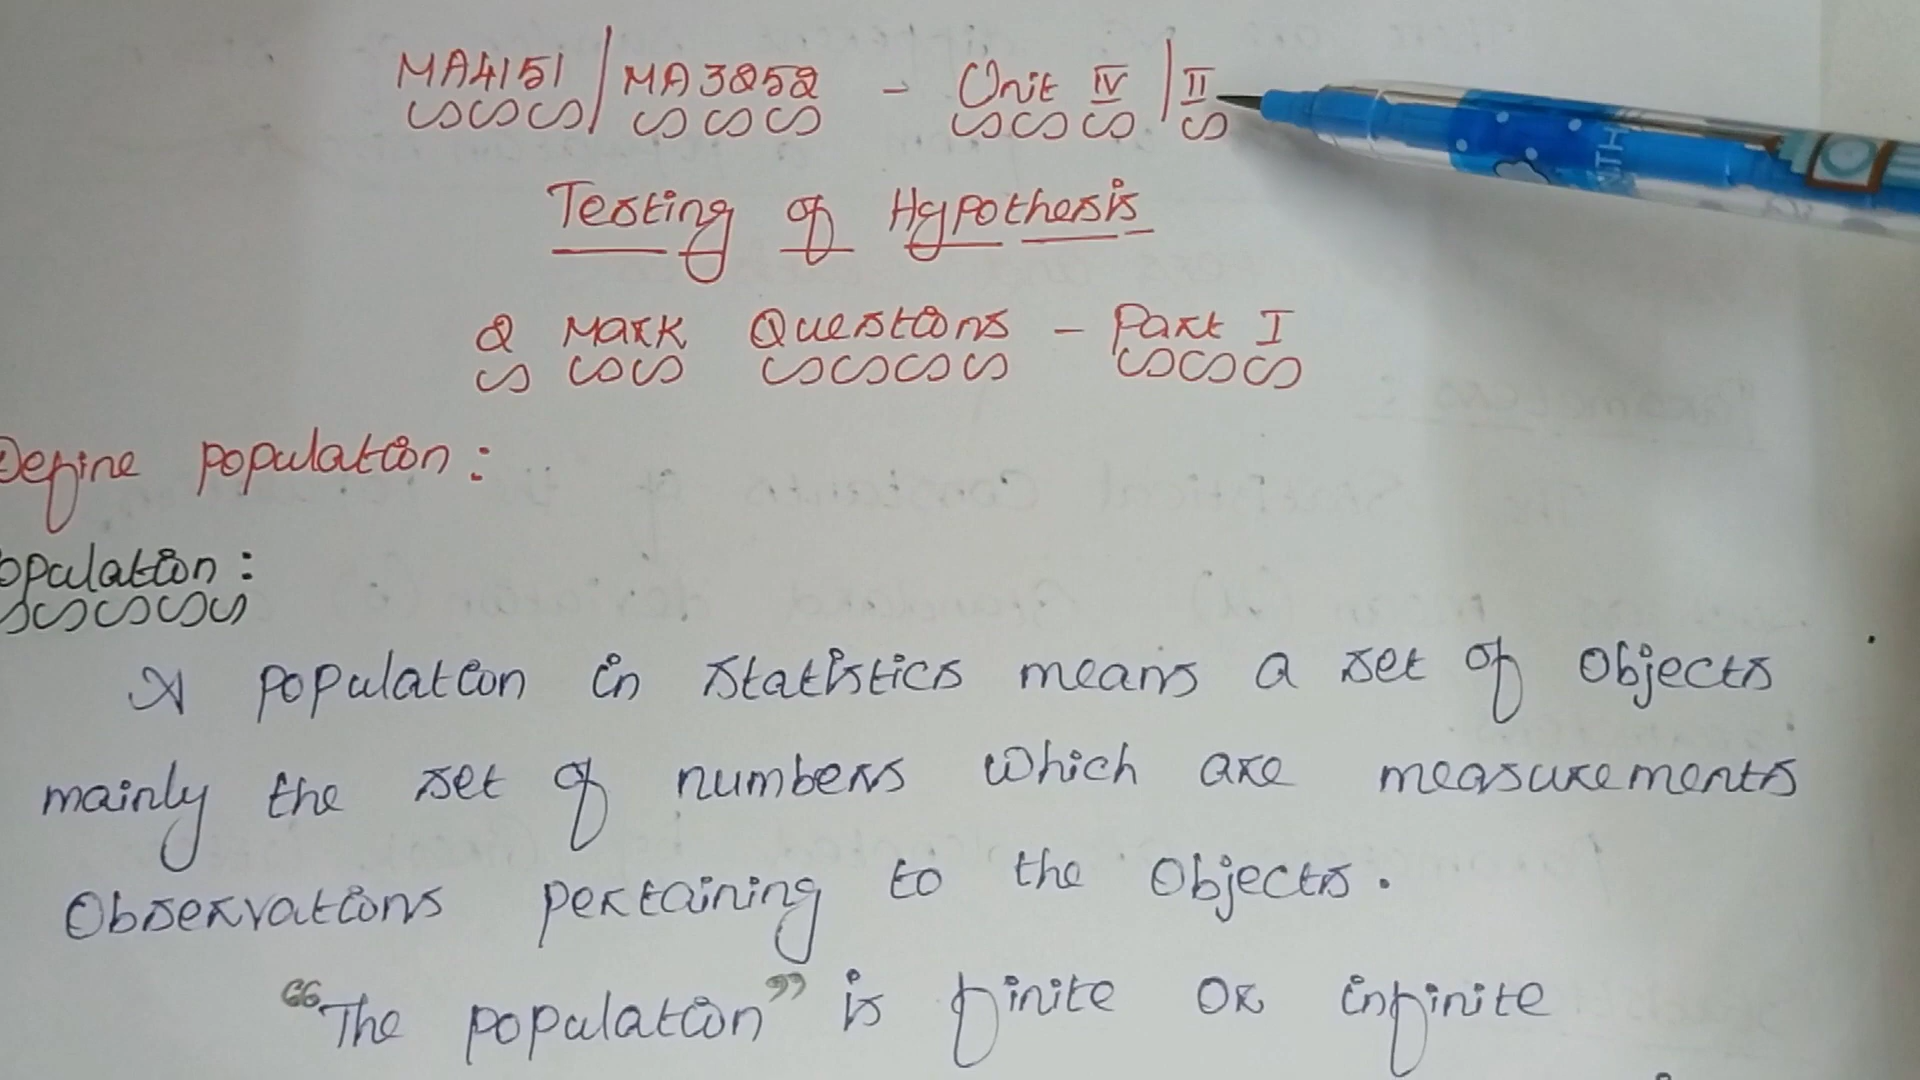 MA4151/MA3252 - Unit IV/II
Testing of Hypothesis
2 Mark Questions - Part I
Define population:
opulation:
A population in statistics means a set of objects
mainly the set of numbers which are measurements
Observations pertaining to the objects.
"The population" is finite or infinite